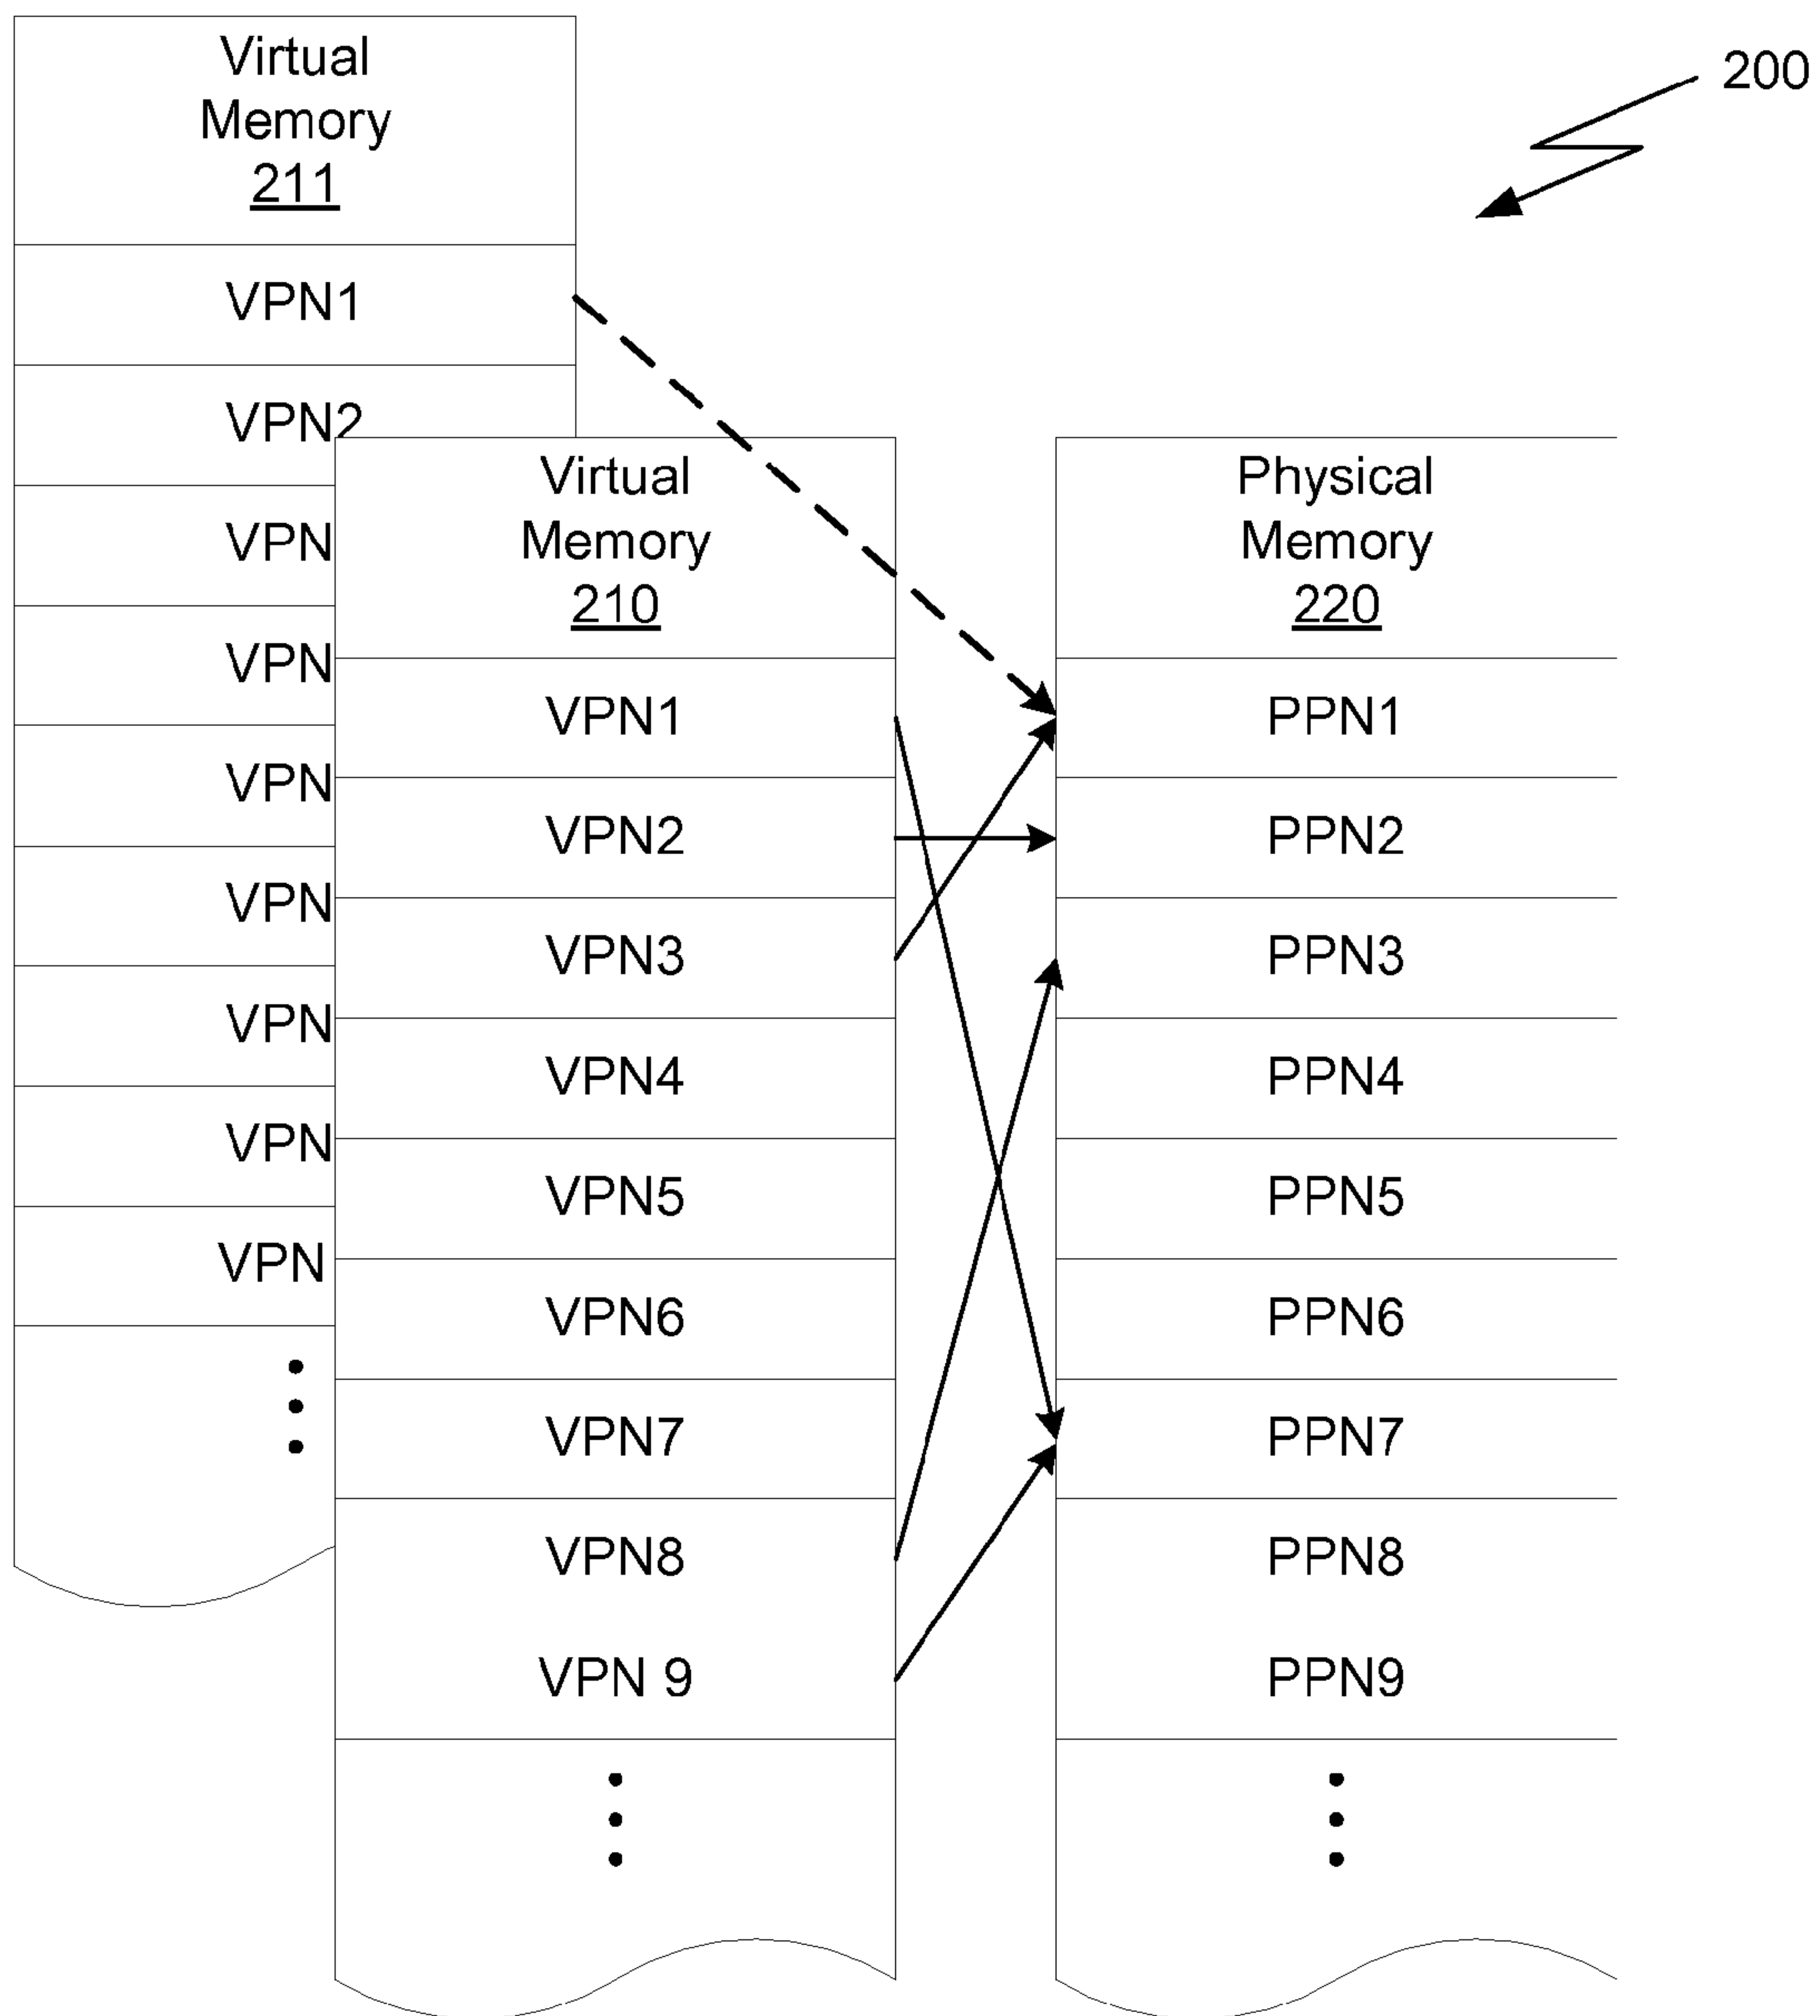 200
Virtual
Memory
211
VPN1
VPN2
VPN
VPN
VPN
VPN
VPN
VPN
VPN
Virtual
Memory
210
VPN1
VPN2
VPN3
VPN4
VPN5
VPN6
VPN7
VPN8
VPN 9
Physical
Memory
220
PPN1
PPN2
PPN3
PPN4
PPN5
PPN6
PPN7
PPN8
PPN9